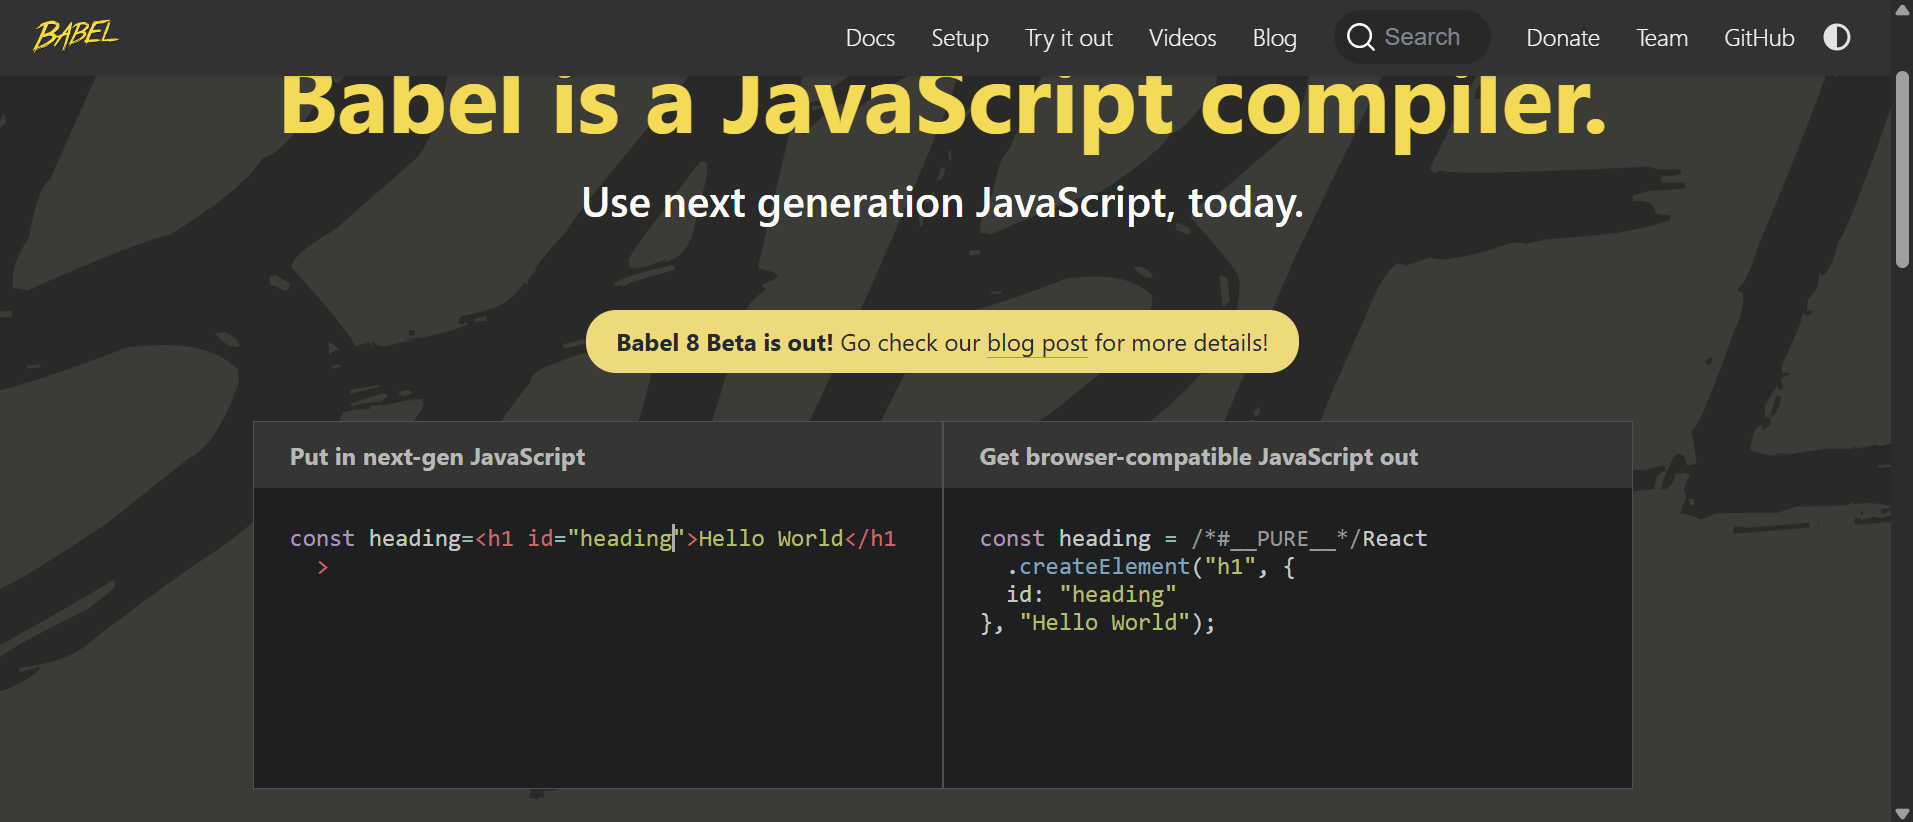 BABEL
Docs Setup Try it out Videos Blog Search Donate Team GitHub
Babel is a JavaScript compiler.
Use next generation JavaScript, today.
Babel 8 Beta is out! Go check our blog post for more details!
Put in next-gen JavaScript
const heading=<h1 id="heading">Hello World</h1
>
Get browser-compatible JavaScript out
const heading = /*#__PURE__*/React
.createElement("h1", {
id: "heading"
}, "Hello World");